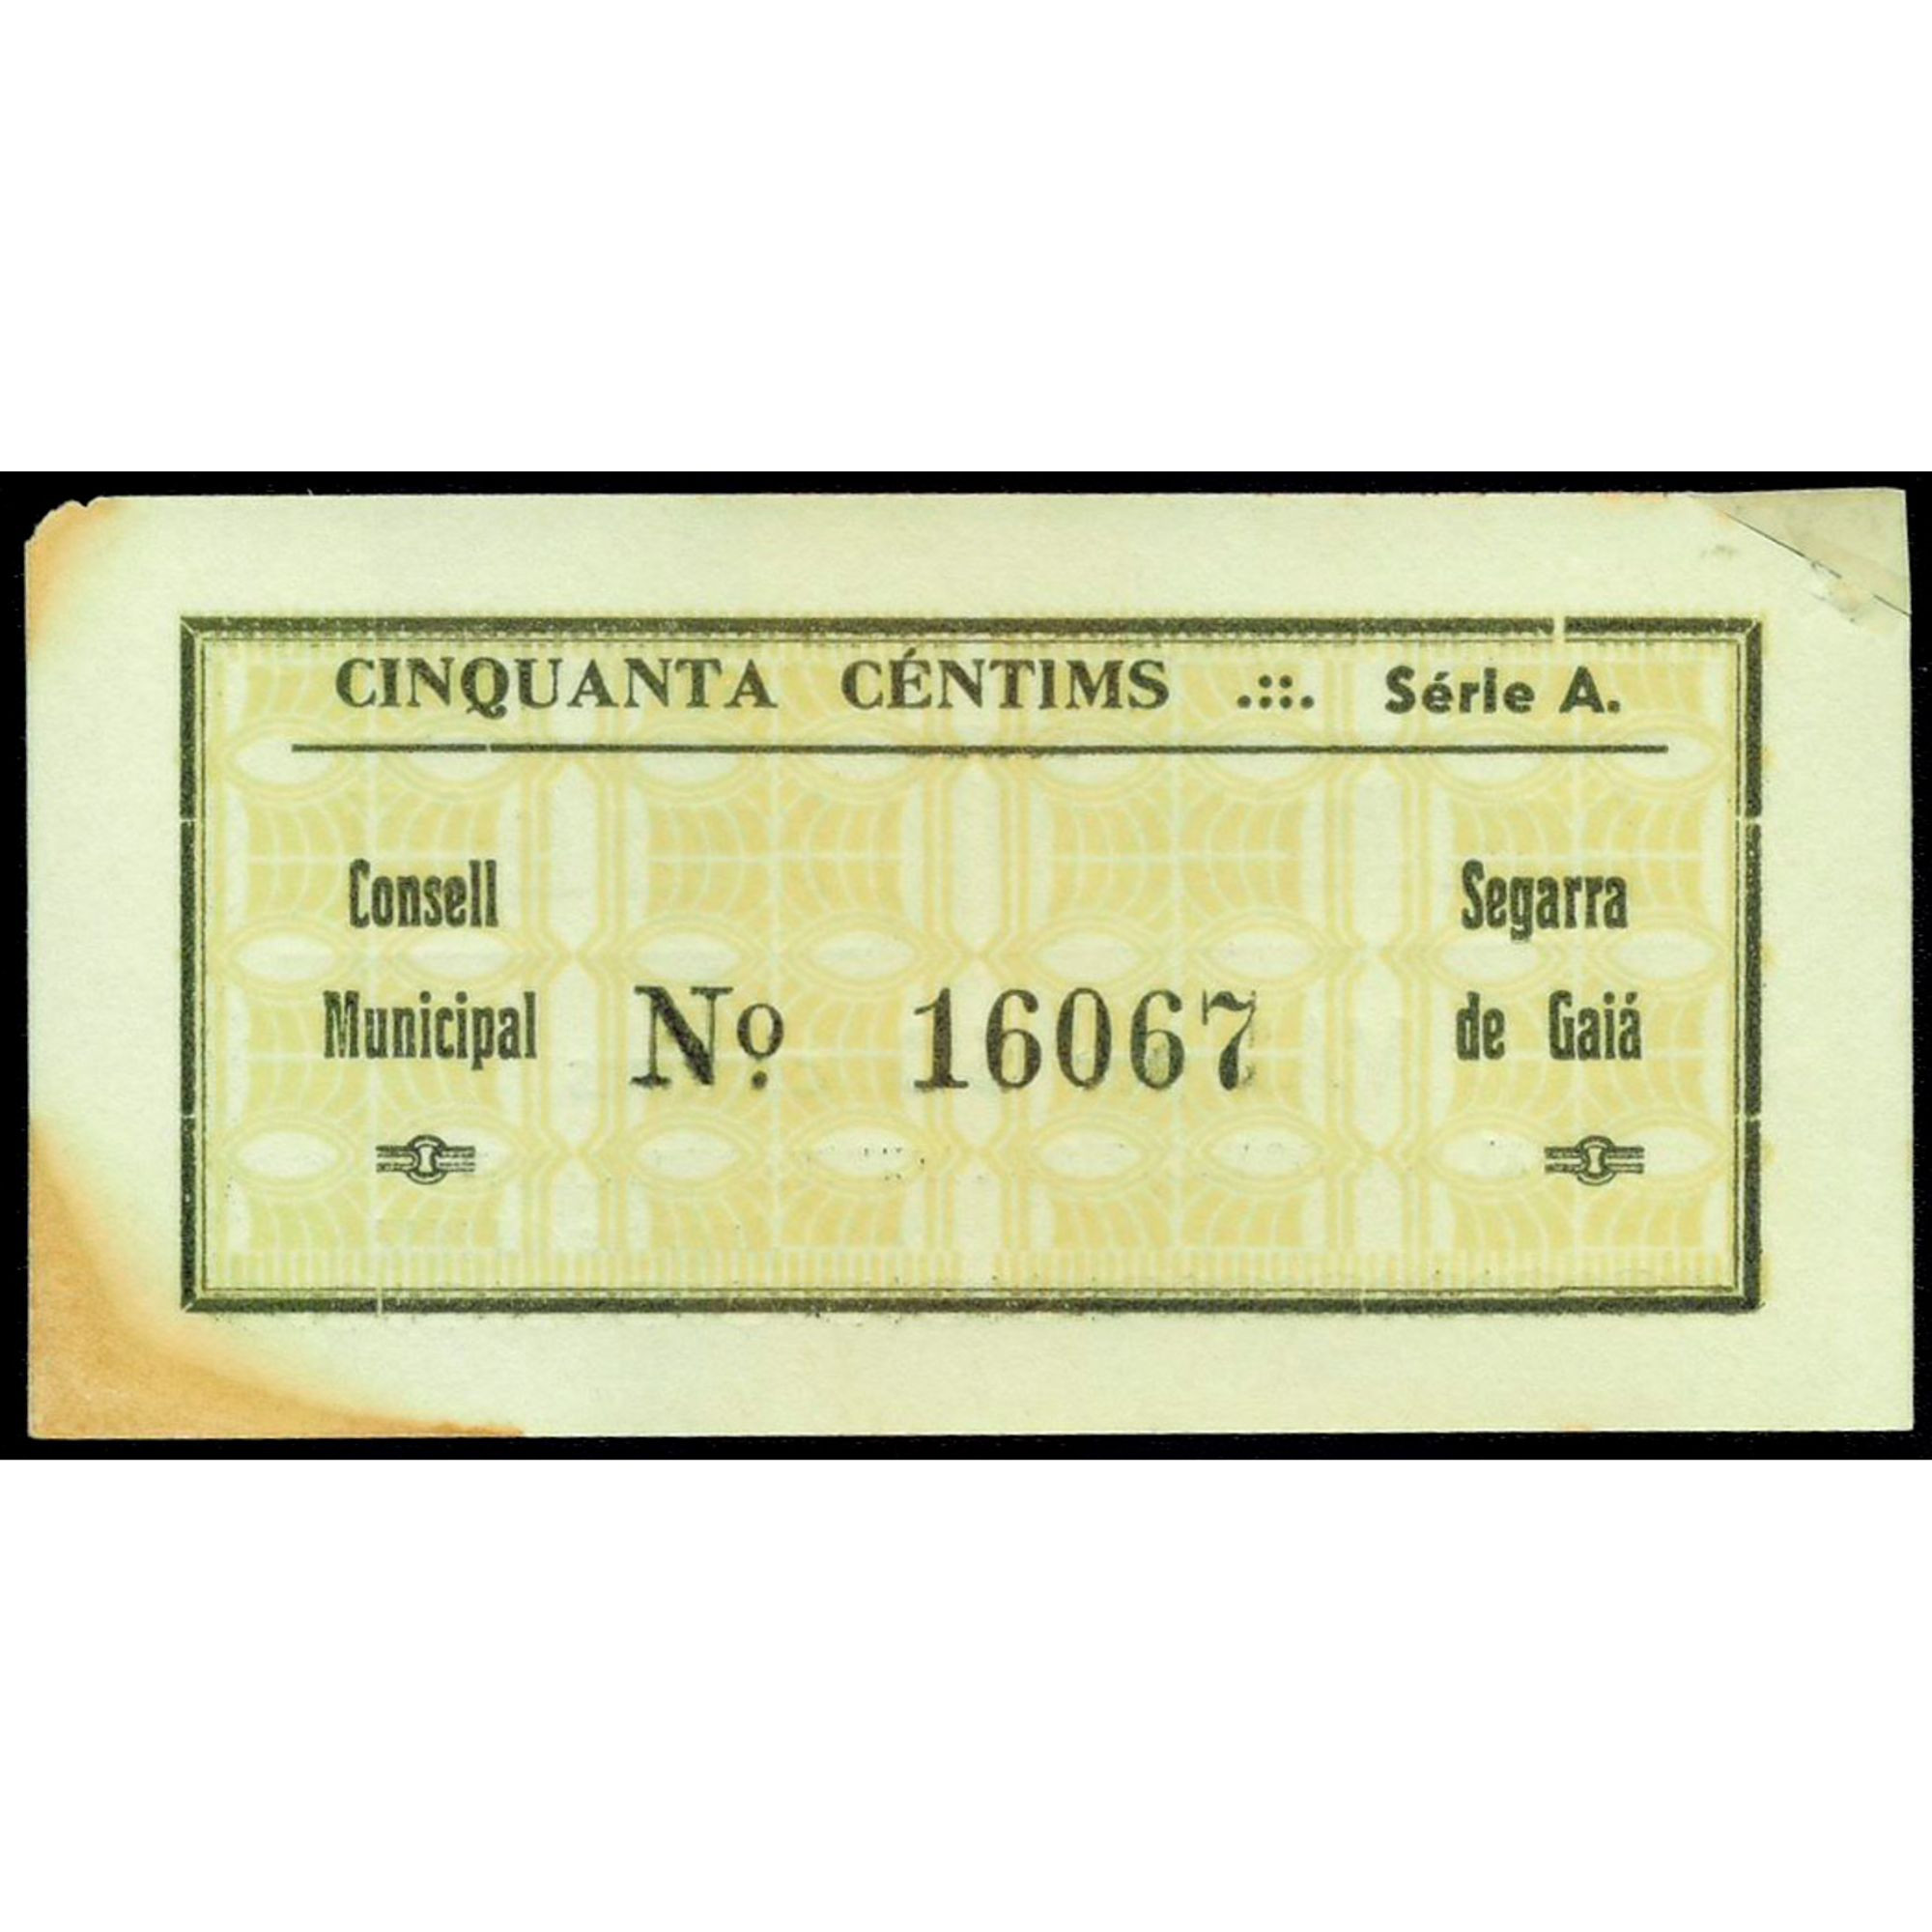 CINQUANTA CÉNTIMS .::. Série A.
Consell Municipal
Nº 16067
Segarra de Gaiá